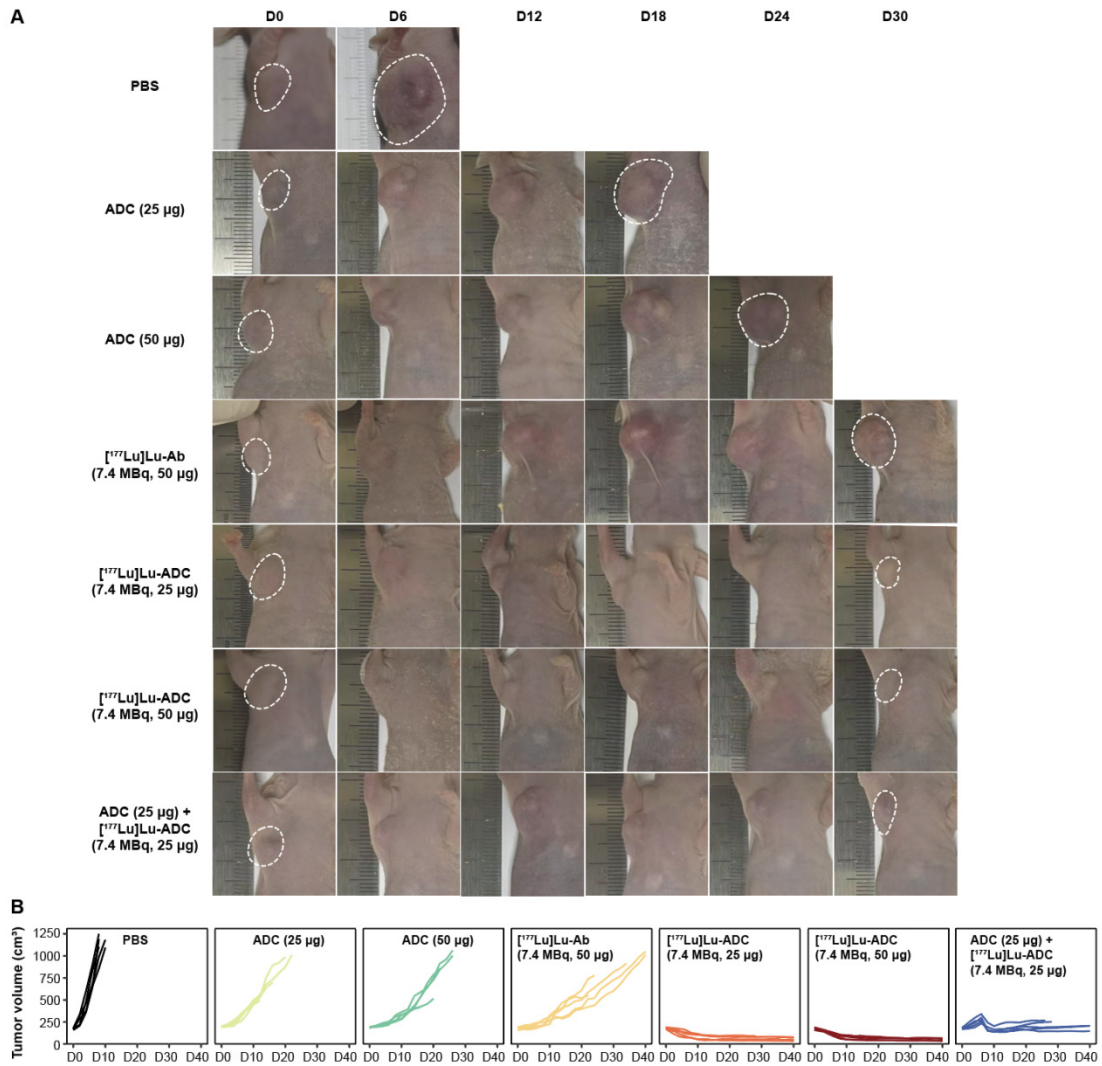 A
D0 D6 D12 D18 D24 D30
PBS
ADC (25 µg)
ADC (50 µg)
[¹⁷⁷Lu]Lu-Ab
(7.4 MBq, 50 µg)
[¹⁷⁷Lu]Lu-ADC
(7.4 MBq, 25 µg)
[¹⁷⁷Lu]Lu-ADC
(7.4 MBq, 50 µg)
ADC (25 µg) +
[¹⁷⁷Lu]Lu-ADC
(7.4 MBq, 25 µg)
B
Tumor volume (cm³)
1250
1000
750
500
250
0
PBS
D0 D10 D20 D30 D40
ADC (25 µg)
D0 D10 D20 D30 D40
ADC (50 µg)
D0 D10 D20 D30 D40
[¹⁷⁷Lu]Lu-Ab
(7.4 MBq, 50 µg)
D0 D10 D20 D30 D40
[¹⁷⁷Lu]Lu-ADC
(7.4 MBq, 25 µg)
D0 D10 D20 D30 D40
[¹⁷⁷Lu]Lu-ADC
(7.4 MBq, 50 µg)
D0 D10 D20 D30 D40
ADC (25 µg) +
[¹⁷⁷Lu]Lu-ADC
(7.4 MBq, 25 µg)
D0 D10 D20 D30 D40